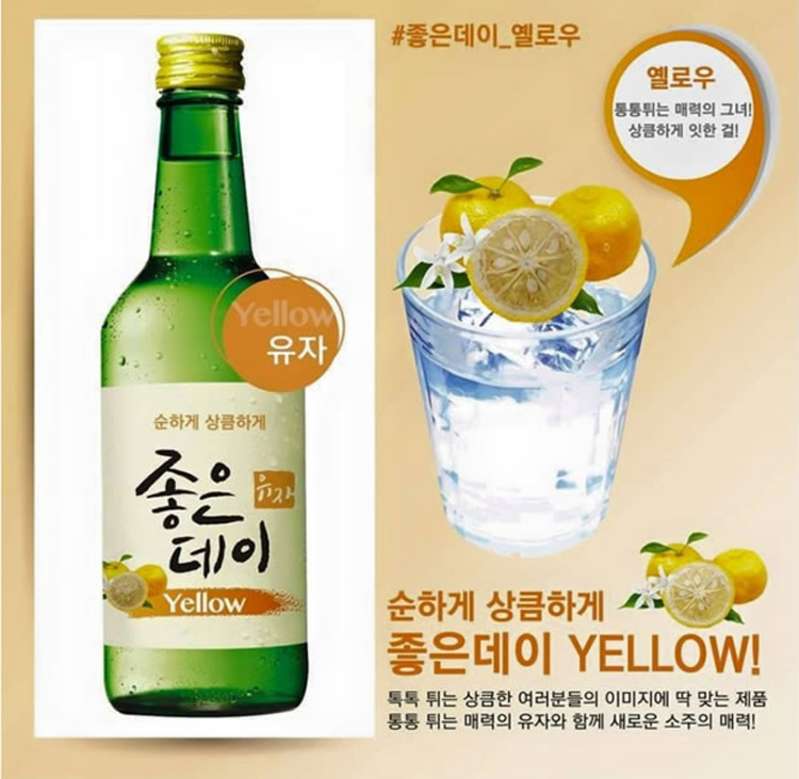 #좋은데이_옐로우
옐로우
통통튀는 매력의 그녀!
상큼하게 잇한 걸!
Yellow
유자
순하게 상큼하게
좋은
유자
데이
Yellow
순하게 상큼하게
좋은데이 YELLOW!
톡톡 튀는 상큼한 여러분들의 이미지에 딱 맞는 제품
통통 튀는 매력의 유자와 함께 새로운 소주의 매력!